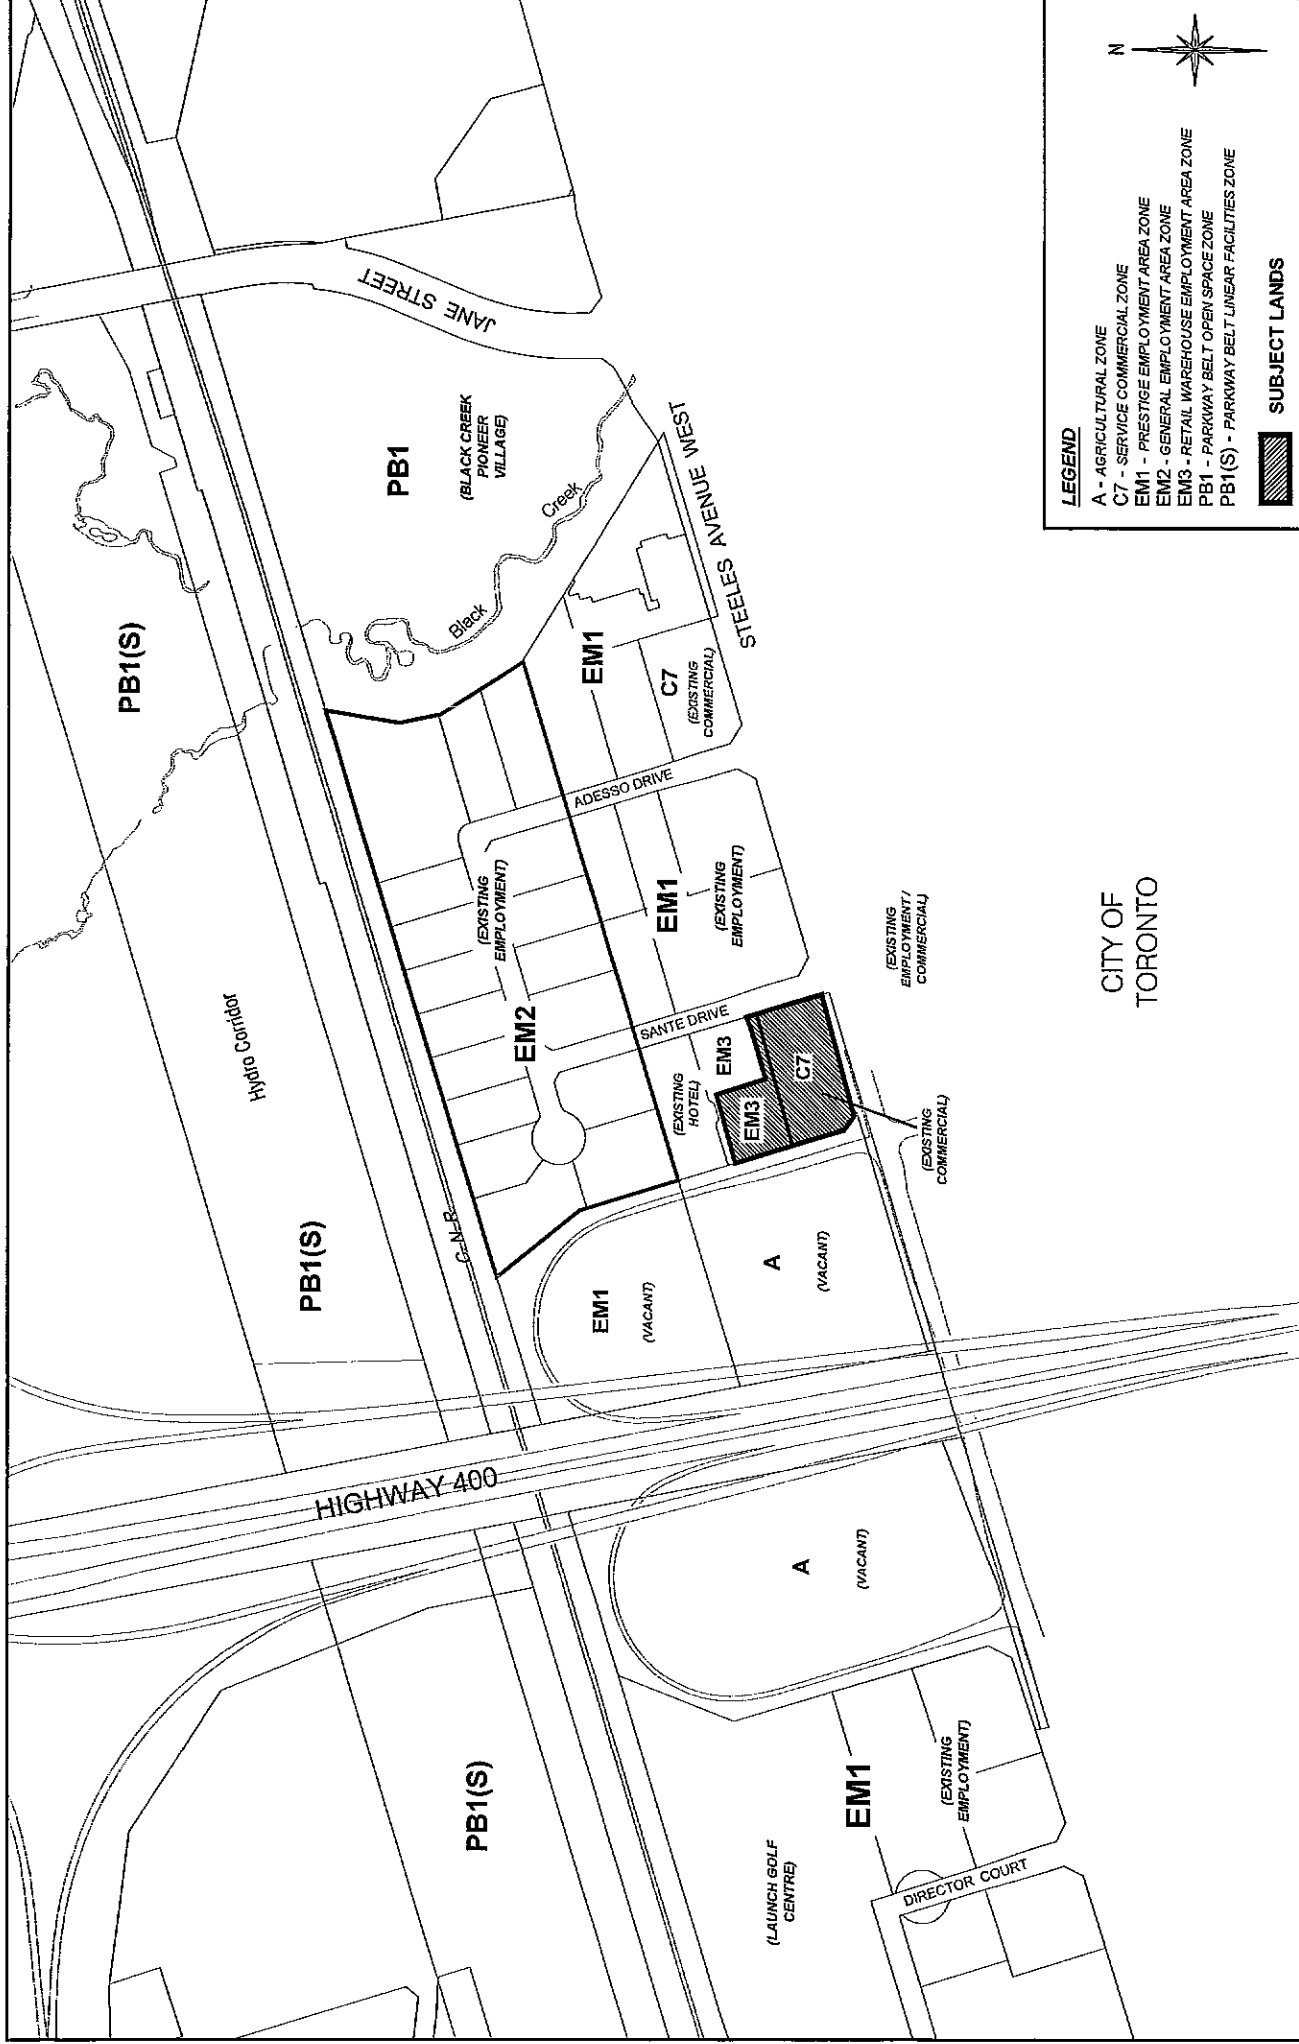 PB1(S)
Hydro Corridor
PB1(S)
PB1(S)
HIGHWAY 400
C.N.R.
JANE STREET
PB1
(BLACK CREEK
PIONEER
VILLAGE)
Black
Creek
STEELES AVENUE WEST
EM1
C7
(EXISTING
COMMERCIAL)
ADESSO DRIVE
(EXISTING
EMPLOYMENT)
EM2
EM1
(EXISTING
EMPLOYMENT)
SANTE DRIVE
EM3
(EXISTING
HOTEL)
EM3
C7
(EXISTING
COMMERCIAL)
(EXISTING
EMPLOYMENT/
COMMERCIAL)
EM1
(VACANT)
A
(VACANT)
A
(VACANT)
EM1
(EXISTING
EMPLOYMENT)
(LAUNCH GOLF
CENTRE)
DIRECTOR COURT
CITY OF
TORONTO
LEGEND
A - AGRICULTURAL ZONE
C7 - SERVICE COMMERCIAL ZONE
EM1 - PRESTIGE EMPLOYMENT AREA ZONE
EM2 - GENERAL EMPLOYMENT AREA ZONE
EM3 - RETAIL WAREHOUSE EMPLOYMENT AREA ZONE
PB1 - PARKWAY BELT OPEN SPACE ZONE
PB1(S) - PARKWAY BELT LINEAR FACILITIES ZONE
SUBJECT LANDS
N